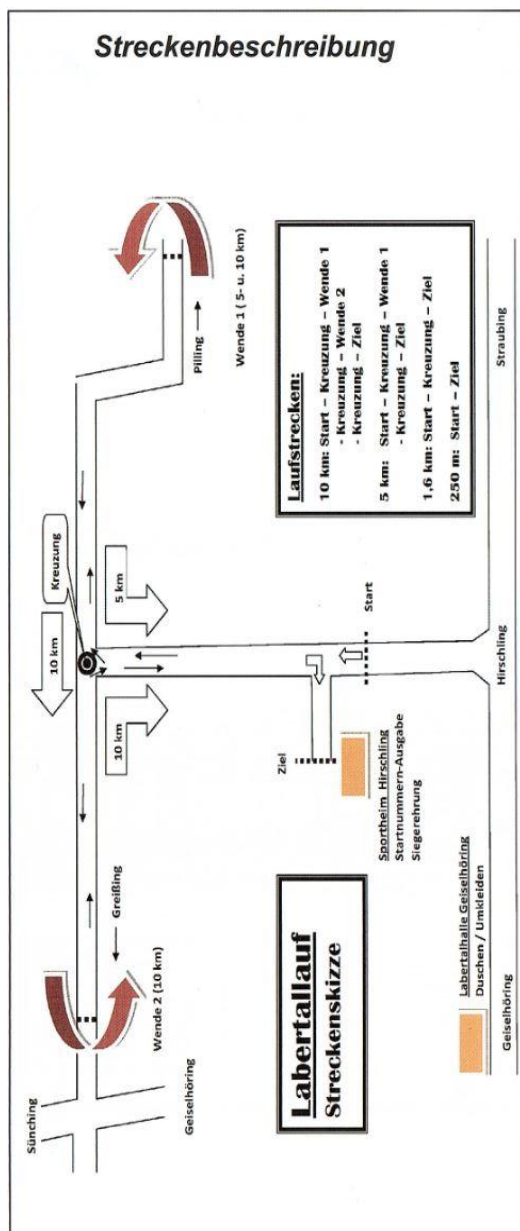 Streckenbeschreibung
Sünching
Geiselhöring
Wende 2 (10 km)
Greißing
10 km
10 km
Kreuzung
5 km
Pilling
Wende 1 ( 5- u. 10 km)
Labertallauf
Streckenskizze
Ziel
Sportheim Hirschling
Startnummern-Ausgabe
Siegerehrung
Start
Laufstrecken:
10 km: Start – Kreuzung – Wende 1
- Kreuzung – Wende 2
- Kreuzung – Ziel
5 km: Start – Kreuzung – Wende 1
- Kreuzung – Ziel
1,6 km: Start – Kreuzung – Ziel
250 m: Start – Ziel
Labertalhalle Geiselhöring
Duschen / Umkleiden
Geiselhöring
Hirschling
Straubing